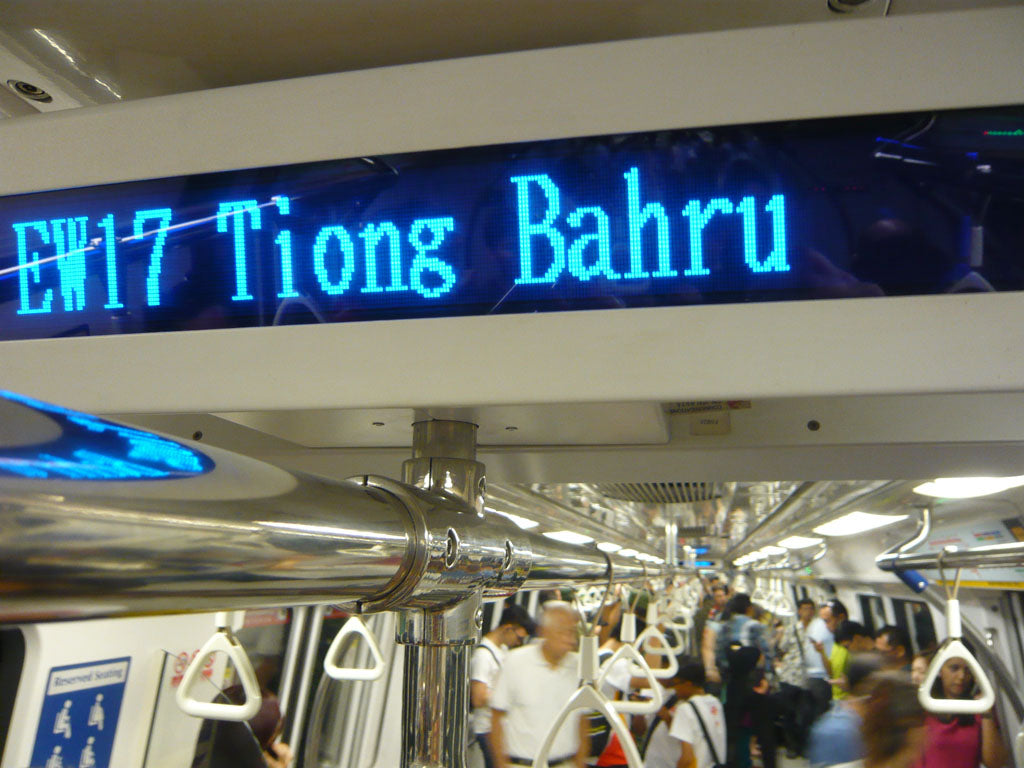 EW17 Tiong Bahru
Reserved Seating